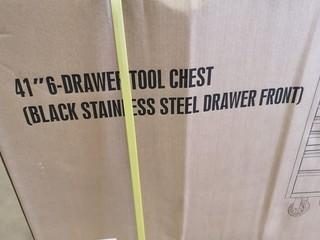 41" 6-DRAWER TOOL CHEST
(BLACK STAINLESS STEEL DRAWER FRONT)